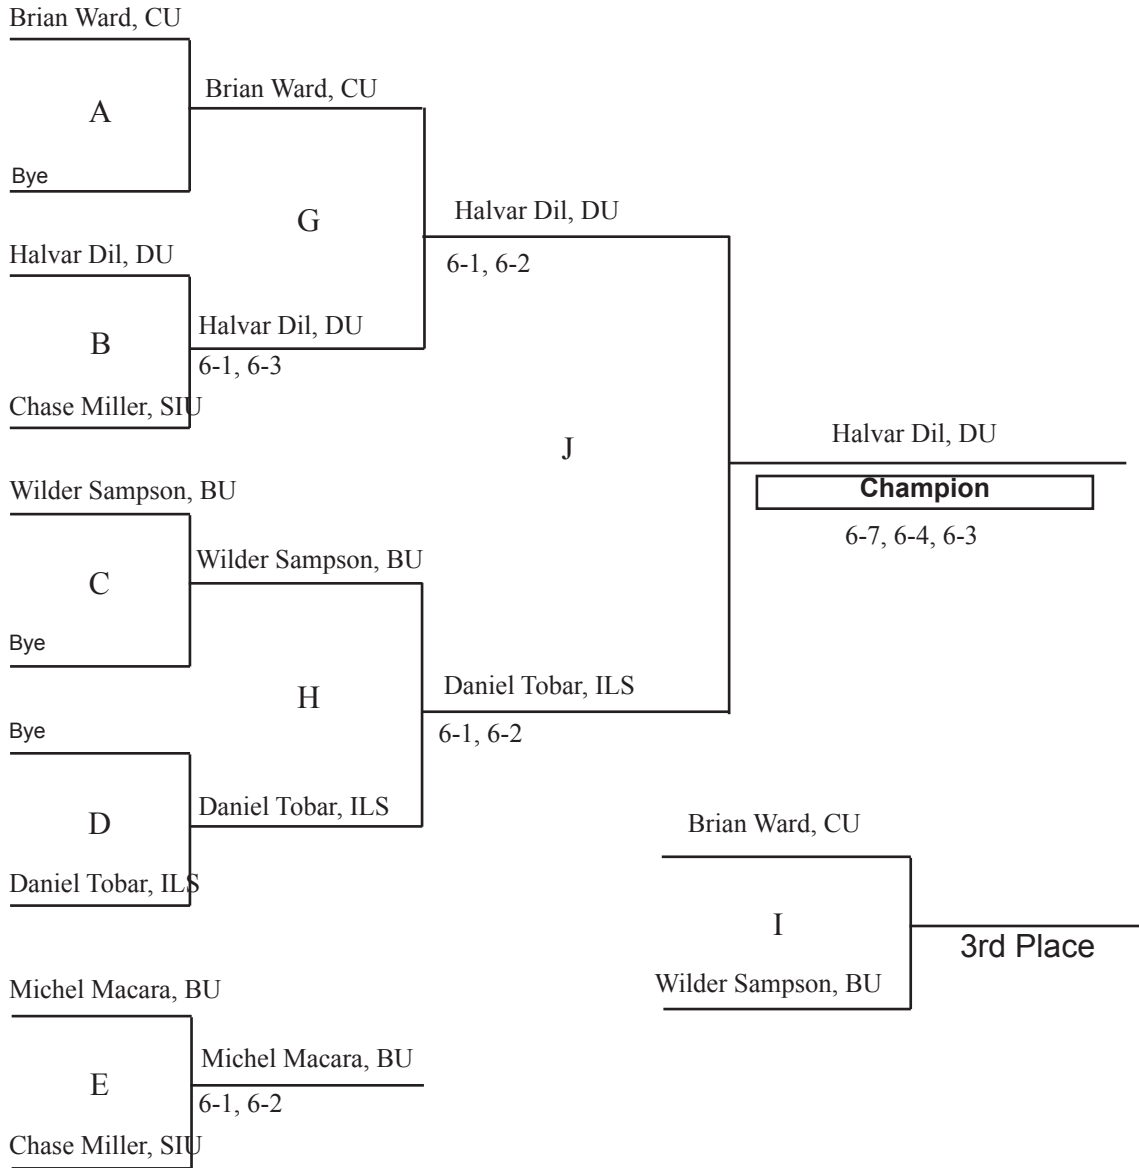 Brian Ward, CU
A
Bye
Brian Ward, CU
G
Halvar Dil, DU
B
Chase Miller, SIU
Halvar Dil, DU
6-1, 6-3
Halvar Dil, DU
6-1, 6-2
J
Halvar Dil, DU
Champion
6-7, 6-4, 6-3
Wilder Sampson, BU
C
Bye
Wilder Sampson, BU
H
Bye
D
Daniel Tobar, ILS
Daniel Tobar, ILS
Daniel Tobar, ILS
6-1, 6-2
Brian Ward, CU
I
Wilder Sampson, BU
3rd Place
Michel Macara, BU
E
Chase Miller, SIU
Michel Macara, BU
6-1, 6-2